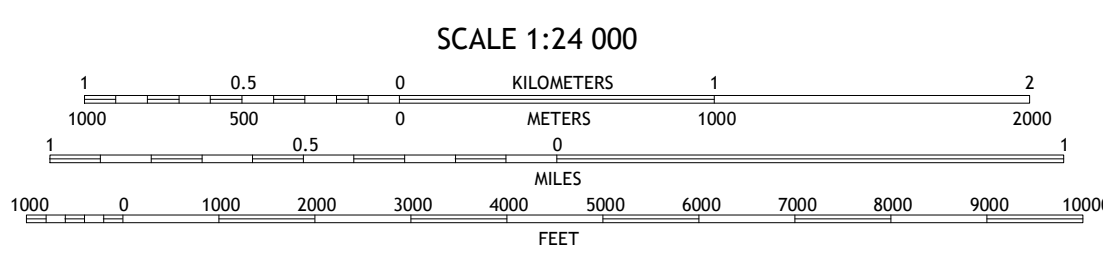 SCALE 1:24 000
1 0.5 0 KILOMETERS 1 2
1000 500 0 METERS 1000 2000
1 0.5 0 1
MILES
1000 0 1000 2000 3000 4000 5000 6000 7000 8000 9000 10000
FEET